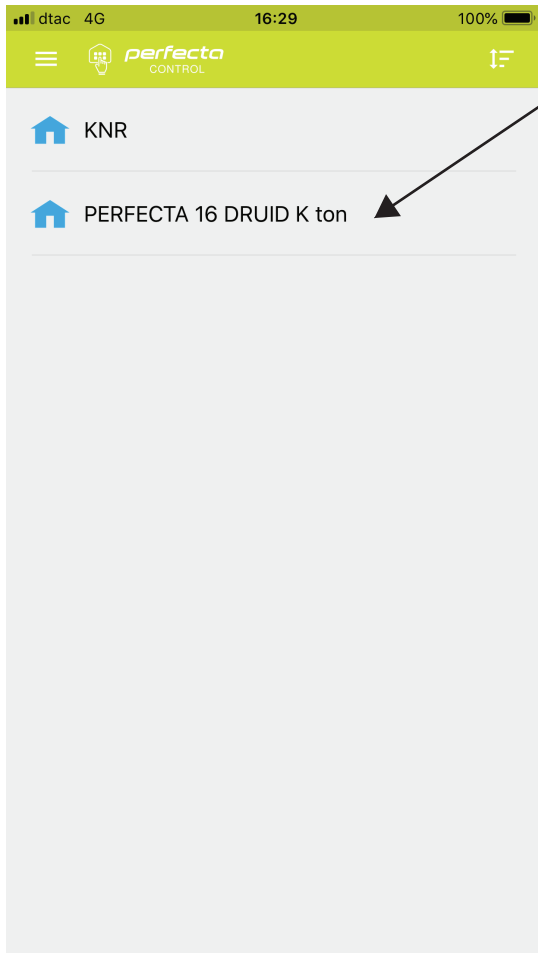 dtac 4G 16:29 100%
perfecta
CONTROL
KNR
PERFECTA 16 DRUID K ton